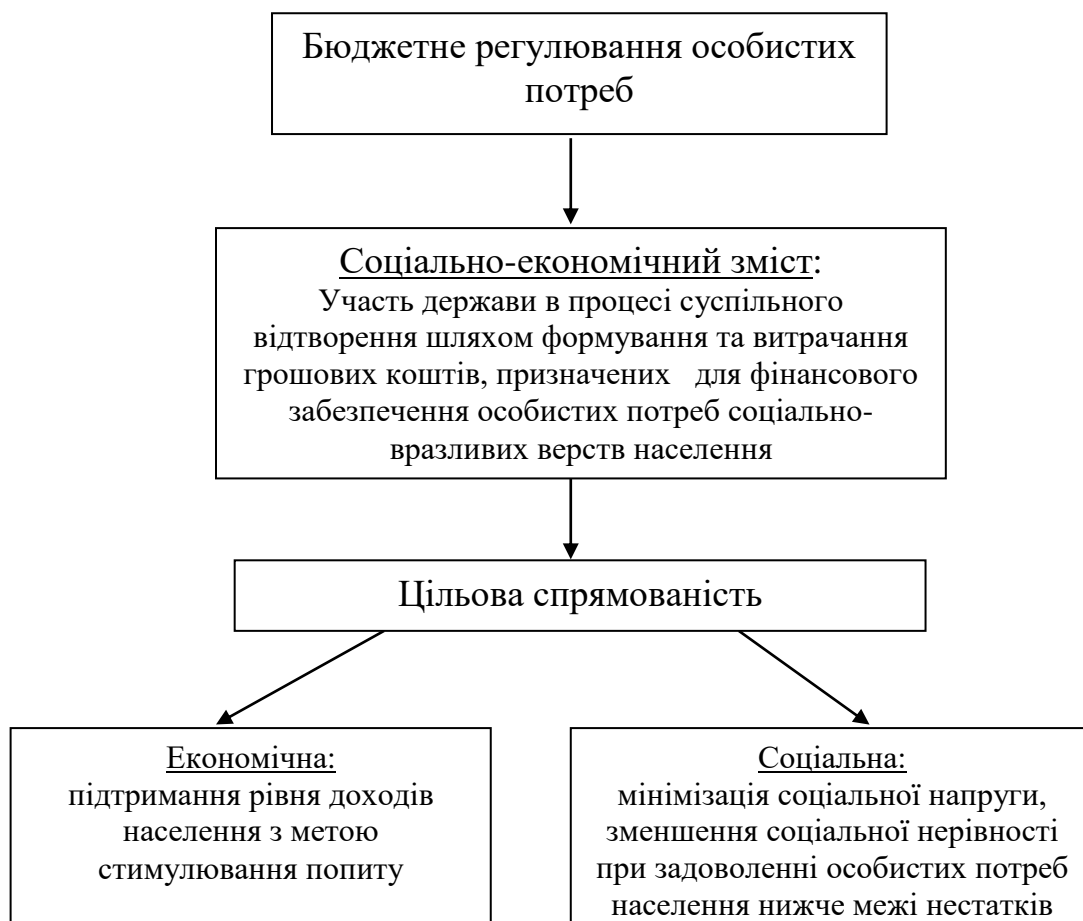 Бюджетне регулювання особистих
потреб
Соціально-економічний зміст:
Участь держави в процесі суспільного
відтворення шляхом формування та витрачання
грошових коштів, призначених для фінансового
забезпечення особистих потреб соціально-
вразливих верств населення
Цільова спрямованість
Економічна:
підтримання рівня доходів
населення з метою
стимулювання попиту
Соціальна:
мінімізація соціальної напруги,
зменшення соціальної нерівності
при задоволенні особистих потреб
населення нижче межі нестатків